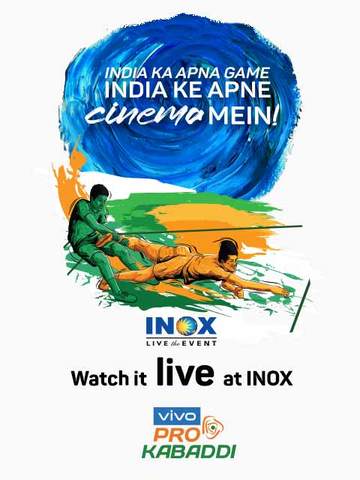 INDIA KA APNA GAME
INDIA KE APNE
cinema MEIN!
INOX
LIVE the EVENT
Watch it live at INOX
vivo
PRO
KABADDI